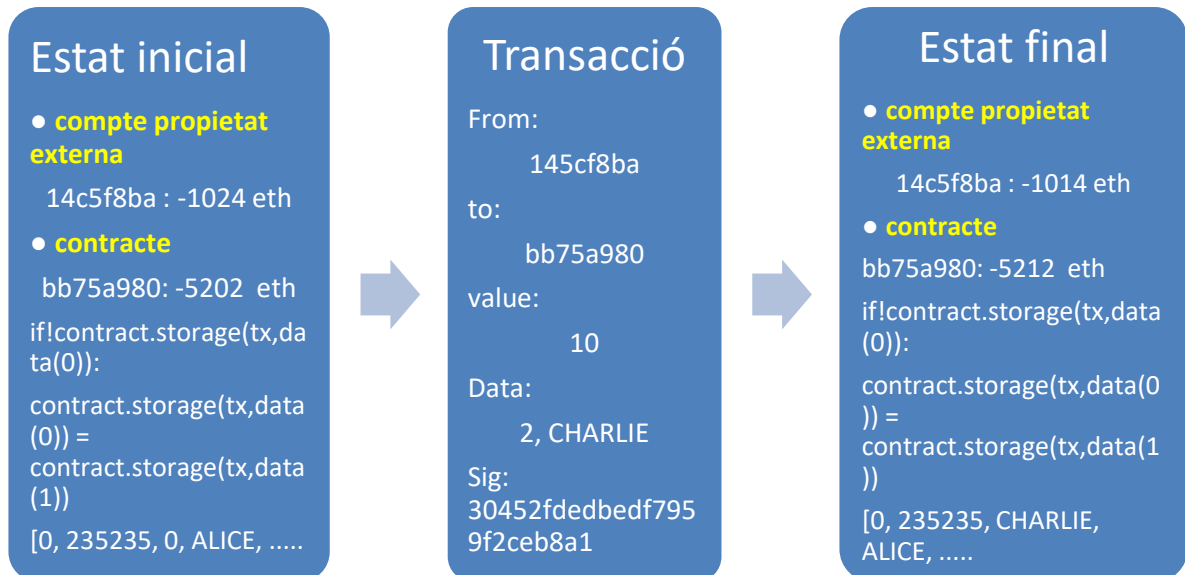 Estat inicial
● compte propietat
externa
14c5f8ba : -1024 eth
● contracte
bb75a980: -5202 eth
if!contract.storage(tx,da
ta(0)):
contract.storage(tx,data
(0)) =
contract.storage(tx,data
(1))
[0, 235235, 0, ALICE, .....
Transacció
From:
145cf8ba
to:
bb75a980
value:
10
Data:
2, CHARLIE
Sig:
30452fdedbedf795
9f2ceb8a1
Estat final
● compte propietat
externa
14c5f8ba : -1014 eth
● contracte
bb75a980: -5212 eth
if!contract.storage(tx,data
(0)):
contract.storage(tx,data(0
)) =
contract.storage(tx,data(1
))
[0, 235235, CHARLIE,
ALICE, .....